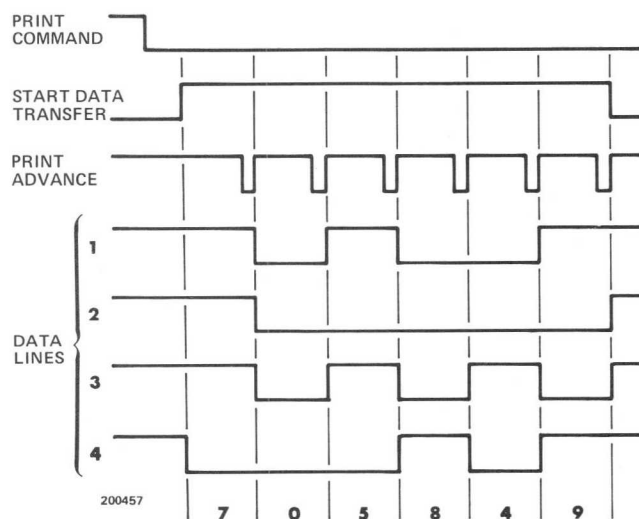 PRINT
COMMAND
START DATA
TRANSFER
PRINT
ADVANCE
1
2
DATA
LINES
3
4
200457
7 0 5 8 4 9